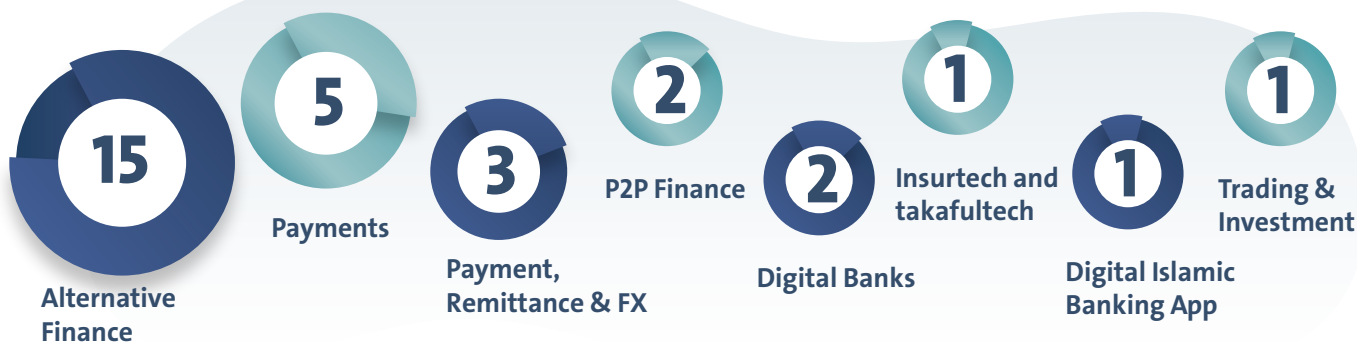 15
Alternative
Finance
5
Payments
3
Payment,
Remittance & FX
2
P2P Finance
2
Digital Banks
1
Insurtech and
takafultech
1
Digital Islamic
Banking App
1
Trading &
Investment